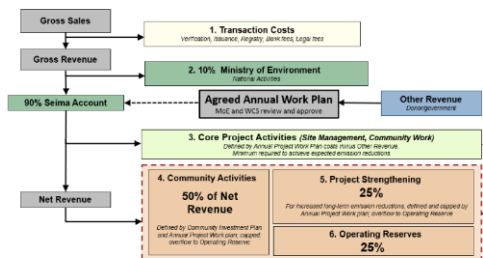 Gross Sales
1. Transaction Costs
Verification, Issuance, Registry, Bank fees, Legal fees
Gross Revenue
2. 10% Ministry of Environment
National Activities
90% Seima Account
Agreed Annual Work Plan
MoE and WCS review and approve
Other Revenue
Donor/government
3. Core Project Activities (Site Management, Community Work)
Defined by Annual Project Work Plan costs minus Other Revenue,
Minimum required to achieve expected emission reductions
Net Revenue
4. Community Activities
50% of Net
Revenue
Defined by Community Investment Plan
and Annual Project Work plan; capped;
overflow to Operating Reserve
5. Project Strengthening
25%
For increased long-term emission reductions, defined and capped by
Annual Project Work plan; overflow to Operating Reserve
6. Operating Reserves
25%